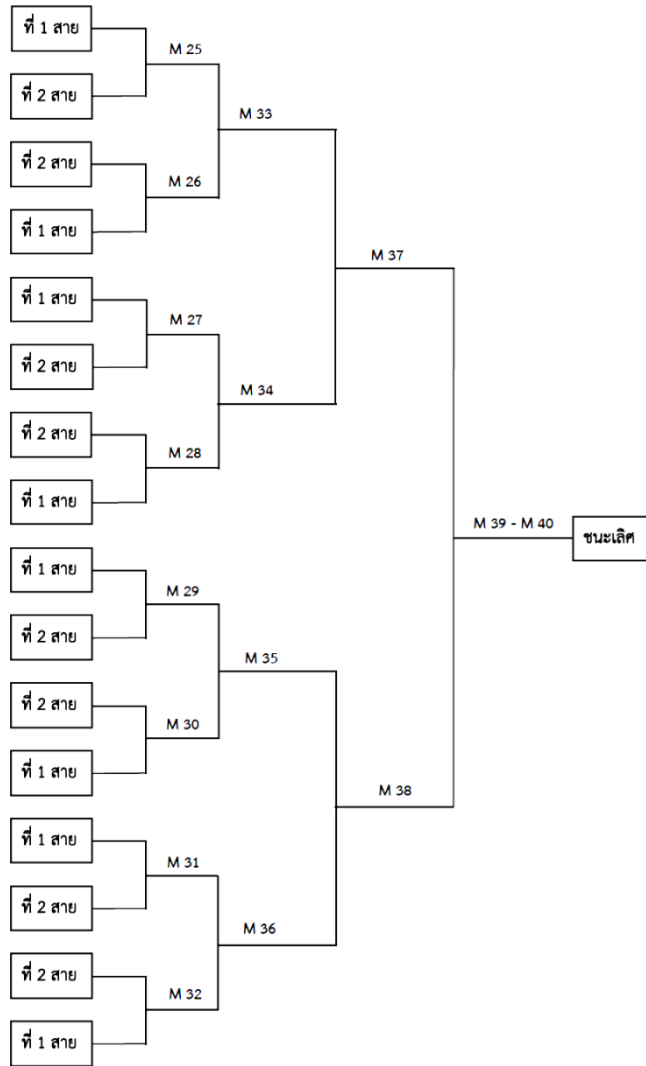 ที่ 1 สาย
M 25
ที่ 2 สาย
M 33
ที่ 2 สาย
M 26
ที่ 1 สาย
M 37
ที่ 1 สาย
M 27
ที่ 2 สาย
M 34
ที่ 2 สาย
M 28
ที่ 1 สาย
M 39 - M 40
ชนะเลิศ
ที่ 1 สาย
M 29
ที่ 2 สาย
M 35
ที่ 2 สาย
M 30
ที่ 1 สาย
M 38
ที่ 1 สาย
M 31
ที่ 2 สาย
M 36
ที่ 2 สาย
M 32
ที่ 1 สาย